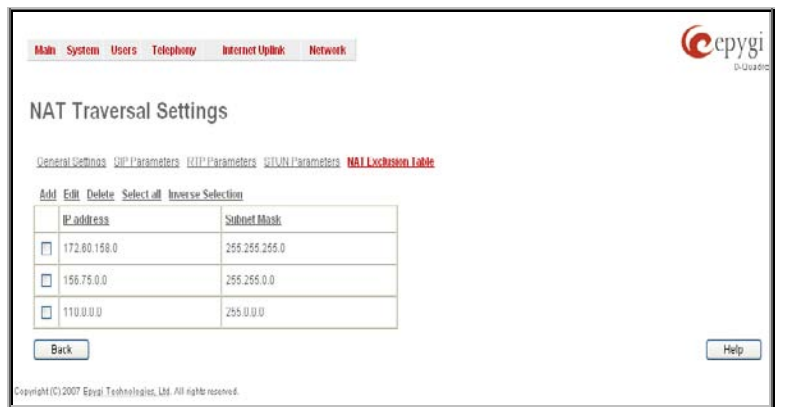 Main System Users Telephony Internet Uplink Network
epygi
D-Quadro
NAT Traversal Settings
General Settings SIP Parameters RTP Parameters STUN Parameters NAT Exclusion Table
Add Edit Delete Select all Inverse Selection
IP address Subnet Mask
172.60.158.0 255.255.255.0
156.75.0.0 255.255.0.0
110.0.0.0 255.0.0.0
Back Help
Copyright (C) 2007 Epygi Technologies, Ltd. All rights reserved.